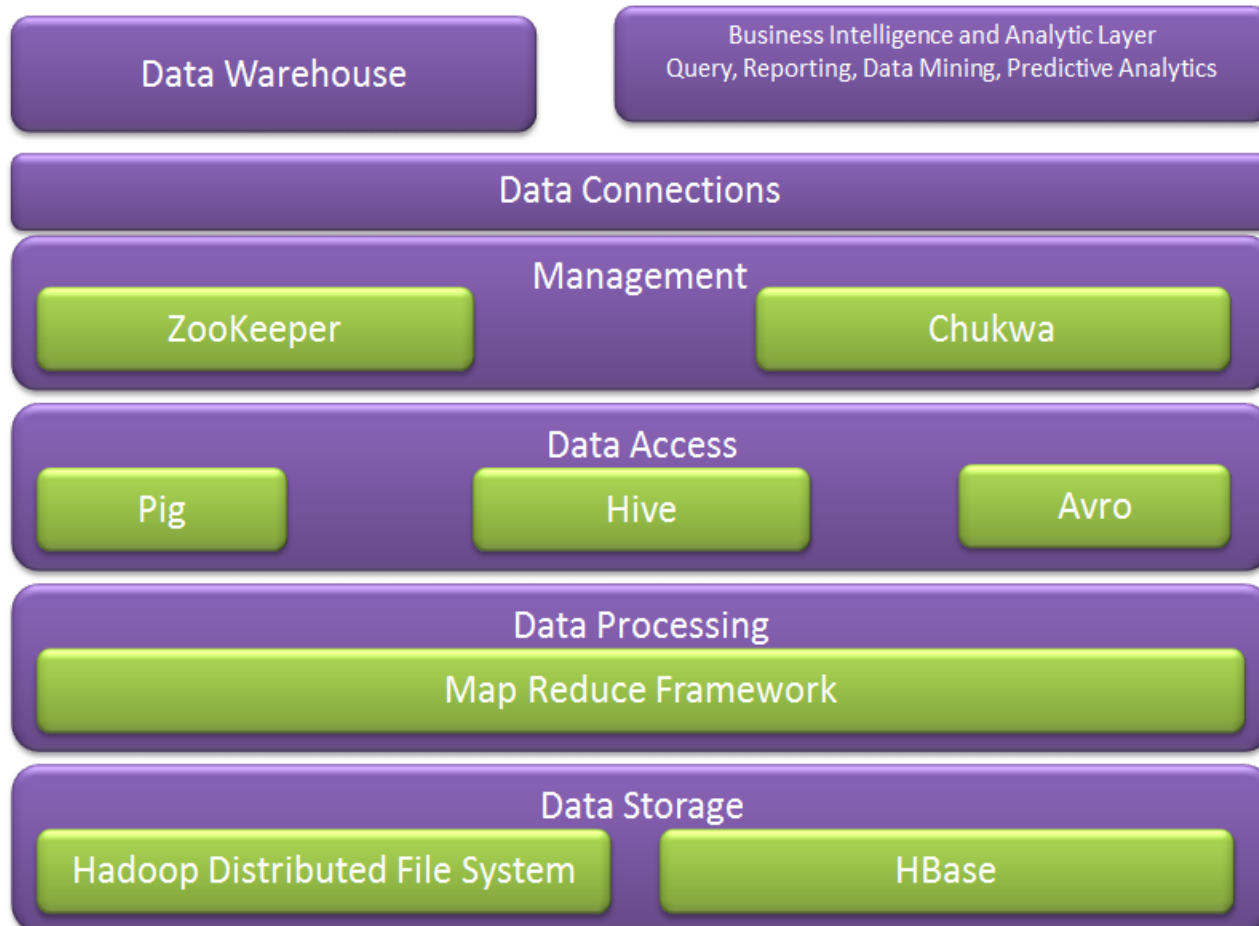 Data Warehouse
Business Intelligence and Analytic Layer
Query, Reporting, Data Mining, Predictive Analytics
Data Connections
Management
ZooKeeper
Chukwa
Data Access
Pig
Hive
Avro
Data Processing
Map Reduce Framework
Data Storage
Hadoop Distributed File System
HBase